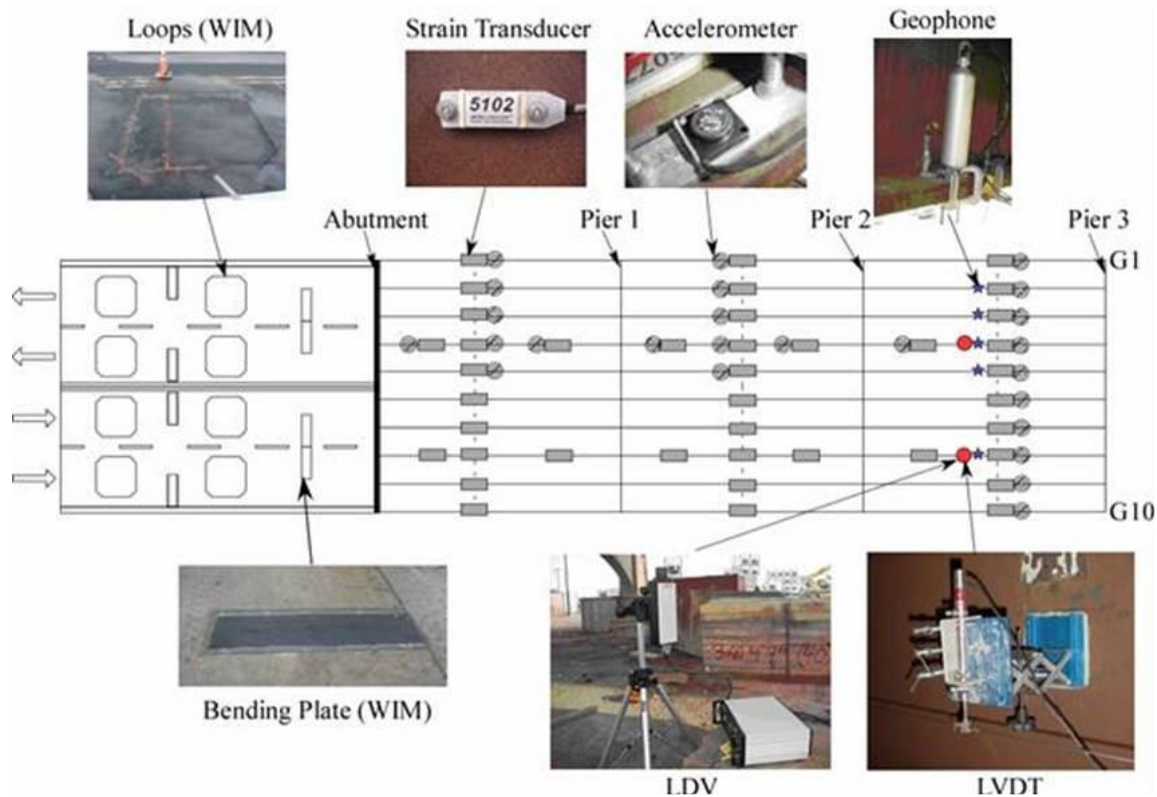 Loops (WIM)
Strain Transducer
Accelerometer
Geophone
5102
Abutment
Pier 1
Pier 2
Pier 3
G1
G10
Bending Plate (WIM)
LDV
LVDT